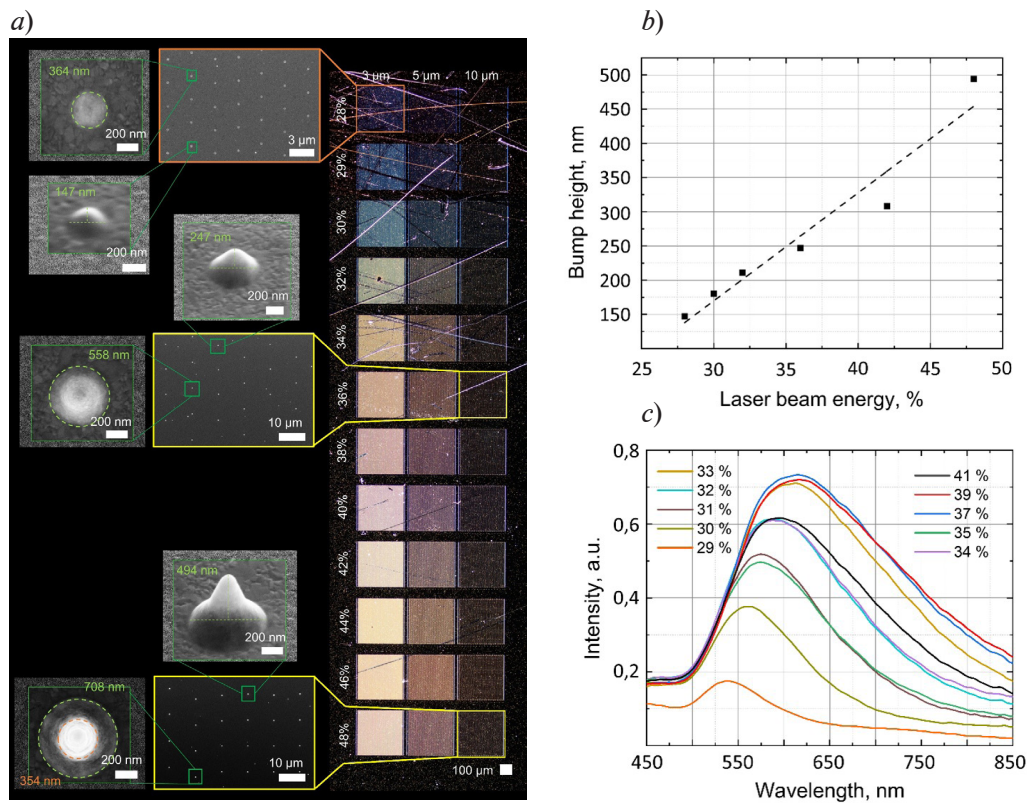 a)
364 nm
200 nm
3 μm
147 nm
200 nm
247 nm
200 nm
558 nm
200 nm
10 μm
494 nm
200 nm
708 nm
200 nm
354 nm
10 μm
3 μm 5 μm 10 μm
28%
29%
30%
32%
34%
36%
38%
40%
42%
44%
46%
48%
100 μm
b)
Bump height, nm
500
450
400
350
300
250
200
150
25 30 35 40 45 50
Laser beam energy, %
c)
Intensity, a.u.
0,8
0,6
0,4
0,2
33 %
32 %
31 %
30 %
29 %
41 %
39 %
37 %
35 %
34 %
450 550 650 750 850
Wavelength, nm